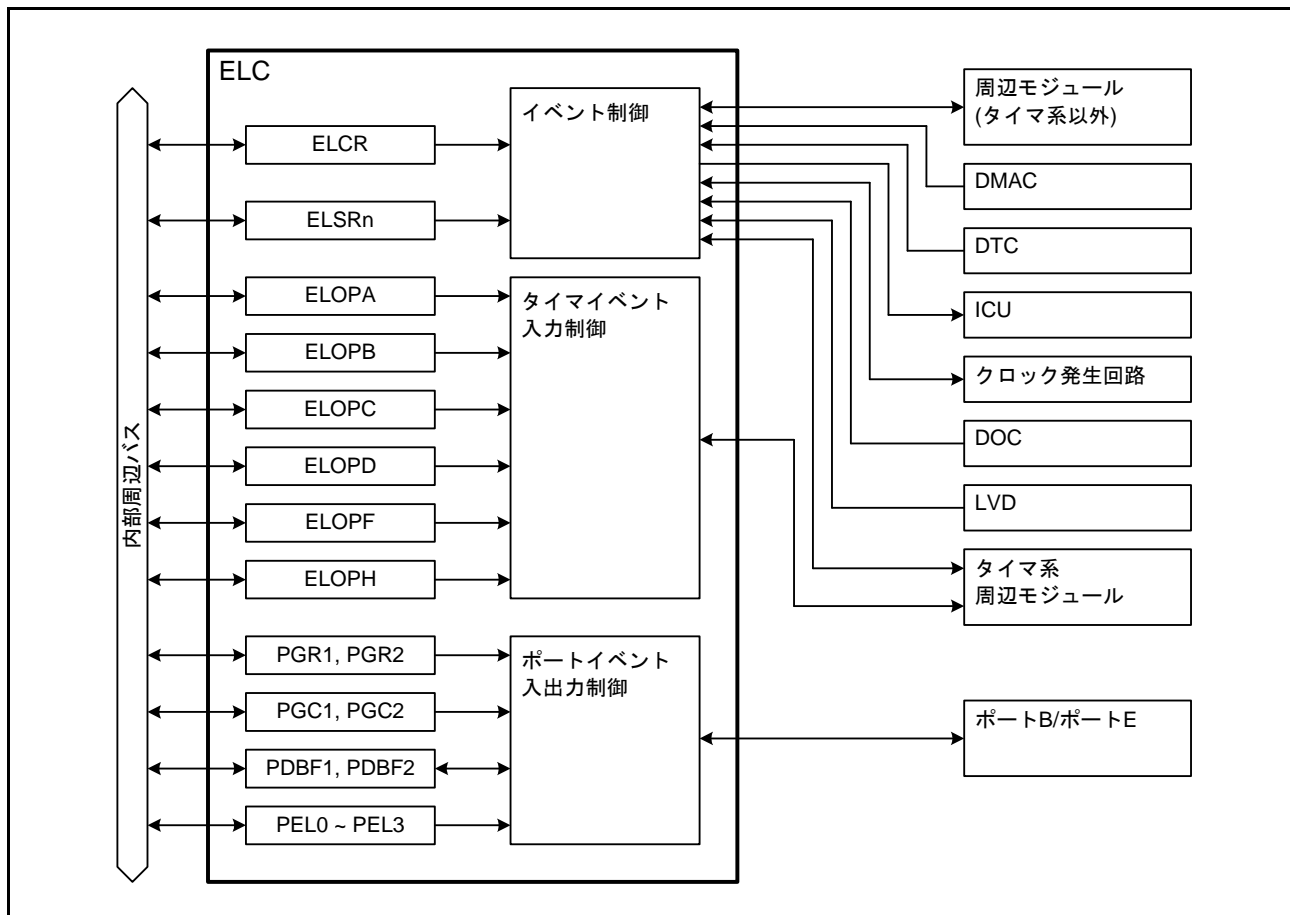 ELC
内部周辺バス
ELCR
ELSRn
ELOPA
ELOPB
ELOPC
ELOPD
ELOPF
ELOPH
PGR1, PGR2
PGC1, PGC2
PDBF1, PDBF2
PEL0 ~ PEL3
イベント制御
タイマイベント
入力制御
ポートイベント
入出力制御
周辺モジュール
(タイマ系以外)
DMAC
DTC
ICU
クロック発生回路
DOC
LVD
タイマ系
周辺モジュール
ポートB/ポートE